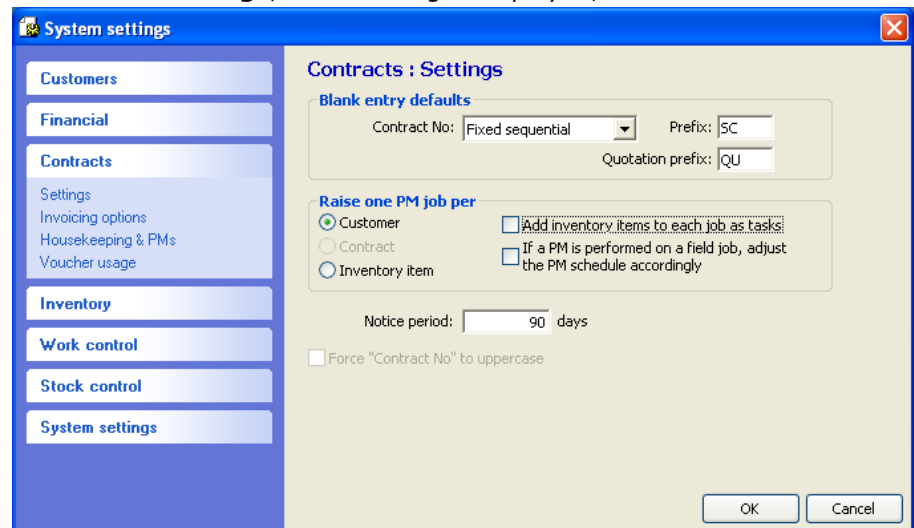 System settings
Customers
Financial
Contracts
Settings
Invoicing options
Housekeeping & PMs
Voucher usage
Inventory
Work control
Stock control
System settings
Contracts : Settings
Blank entry defaults
Contract No: Fixed sequential Prefix: SC
Quotation prefix: QU
Raise one PM job per
Customer
Contract
Inventory item
Add inventory items to each job as tasks
If a PM is performed on a field job, adjust
the PM schedule accordingly
Notice period: 90 days
Force "Contract No" to uppercase
OK Cancel